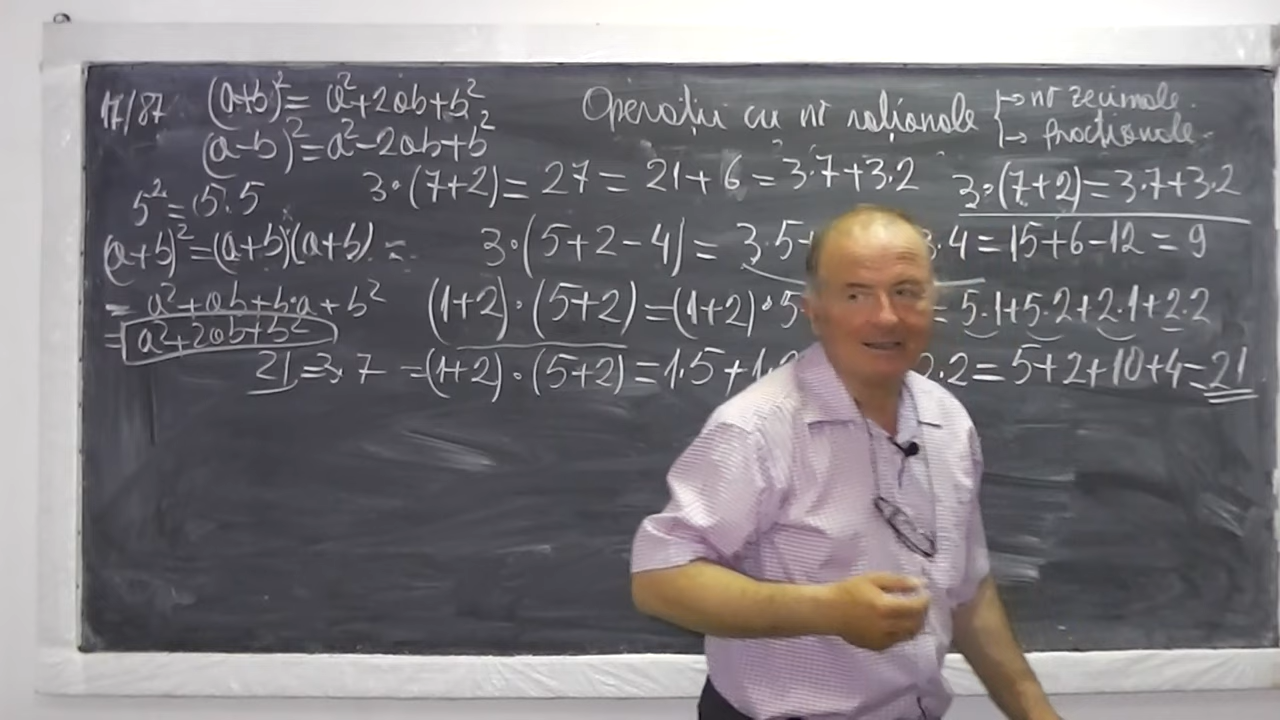 17/87 (a+b)² = a²+2ab+b²
(a-b)² = a²-2ab+b²
Operații cu nr raționale → nr zecimale.
→ fracționale.
5² = 5·5
3·(7+2) = 27 = 21+6 = 3·7+3·2
3·(7+2) = 3·7+3·2
(a+b)² = (a+b)(a+b) =
= a²+ab+b·a+b²
= a²+2ab+b²
3·(5+2-4) = 3·5+ 3·4 = 15+6-12 = 9
(1+2)·(5+2) = (1+2)·5 = 5·1+5·2+2·1+2·2
21 = 3·7 = (1+2)·(5+2) = 1·5+1· 2·2 = 5+2+10+4 = 21